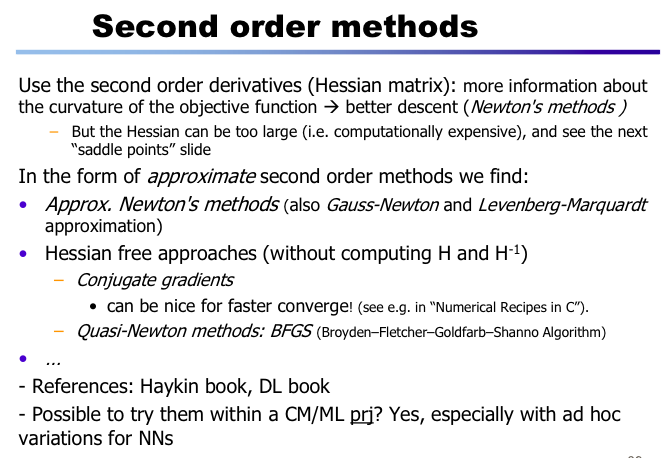 Second order methods
Use the second order derivatives (Hessian matrix): more information about
the curvature of the objective function → better descent (Newton's methods )
– But the Hessian can be too large (i.e. computationally expensive), and see the next
“saddle points” slide
In the form of approximate second order methods we find:
• Approx. Newton's methods (also Gauss-Newton and Levenberg-Marquardt
approximation)
• Hessian free approaches (without computing H and H-1)
– Conjugate gradients
• can be nice for faster converge! (see e.g. in “Numerical Recipes in C”).
– Quasi-Newton methods: BFGS (Broyden–Fletcher–Goldfarb–Shanno Algorithm)
• ...
- References: Haykin book, DL book
- Possible to try them within a CM/ML prj? Yes, especially with ad hoc
variations for NNs